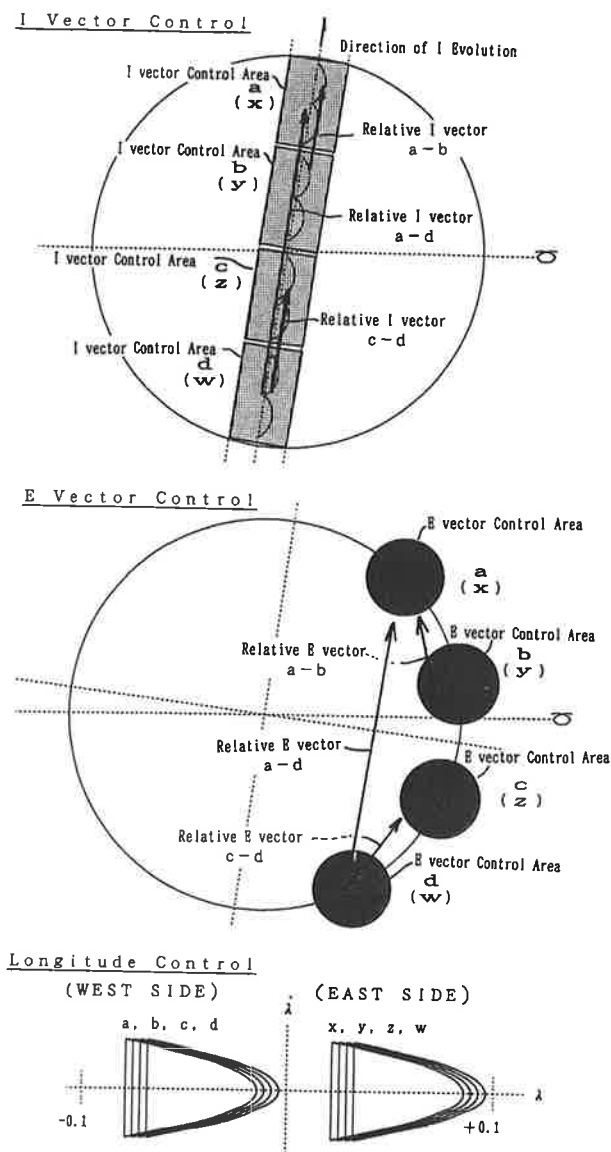 I Vector Control
Direction of I Evolution
I vector Control Area
a
(x)
Relative I vector
a-b
I vector Control Area
b
(y)
Relative I vector
a-d
I vector Control Area
c
(z)
Relative I vector
c-d
I vector Control Area
d
(w)
E Vector Control
E vector Control Area
a
(x)
E vector Control Area
b
(y)
Relative E vector
a-b
Relative E vector
a-d
E vector Control Area
c
(z)
Relative E vector
c-d
E vector Control Area
d
(w)
Longitude Control
(WEST SIDE)
(EAST SIDE)
a, b, c, d
x, y, z, w
λ
-0.1
+0.1